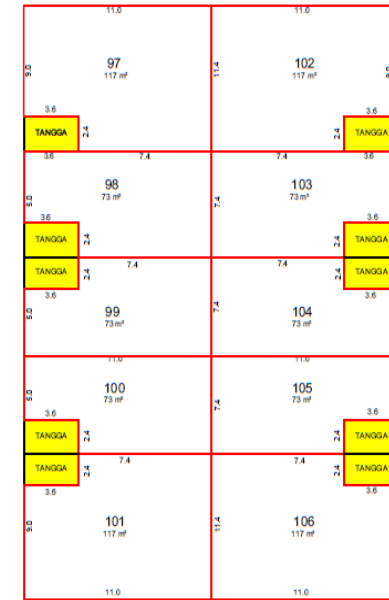 11.0 11.0
97 102
117 m² 117 m²
9.0 11.4 9.0
3.6 3.6
TANGGA 2.4 2.4 TANGGA
3.6 7.4 7.4 3.6
98 103
73 m² 73 m²
5.0 7.4
3.6 3.6
TANGGA 2.4 2.4 TANGGA
TANGGA 2.4 7.4 7.4 2.4 TANGGA
3.6 3.6
5.0 7.4
99 104
73 m² 73 m²
11.0 11.0
100 105
73 m² 73 m²
5.0 7.4
3.6 3.6
TANGGA 2.4 2.4 TANGGA
TANGGA 2.4 7.4 7.4 2.4 TANGGA
3.6 3.6
101 106
117 m² 117 m²
9.0 11.4
11.0 11.0